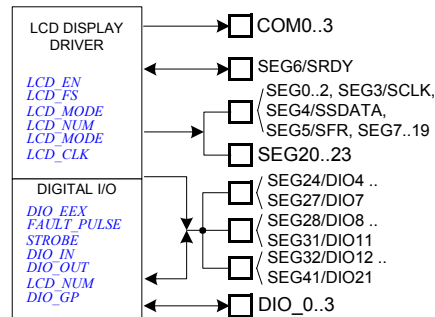 LCD DISPLAY
DRIVER
LCD_EN
LCD_FS
LCD_MODE
LCD_NUM
LCD_MODE
LCD_CLK
DIGITAL I/O
DIO_EEX
FAULT_PULSE
STROBE
DIO_IN
DIO_OUT
LCD_NUM
DIO_GP
COM0..3
SEG6/SRDY
SEG0..2, SEG3/SCLK,
SEG4/SSDATA,
SEG5/SFR, SEG7..19
SEG20..23
SEG24/DIO4 ..
SEG27/DIO7
SEG28/DIO8 ..
SEG31/DIO11
SEG32/DIO12 ..
SEG41/DIO21
DIO_0..3